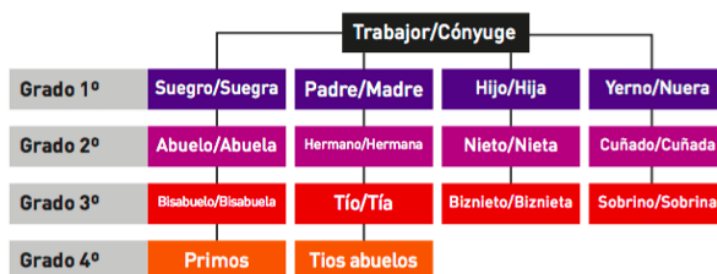 Trabajor/Cónyuge
Grado 1º Suegro/Suegra Padre/Madre Hijo/Hija Yerno/Nuera
Grado 2º Abuelo/Abuela Hermano/Hermana Nieto/Nieta Cuñado/Cuñada
Grado 3º Bisabuelo/Bisabuela Tío/Tía Biznieto/Biznieta Sobrino/Sobrina
Grado 4º Primos Tios abuelos